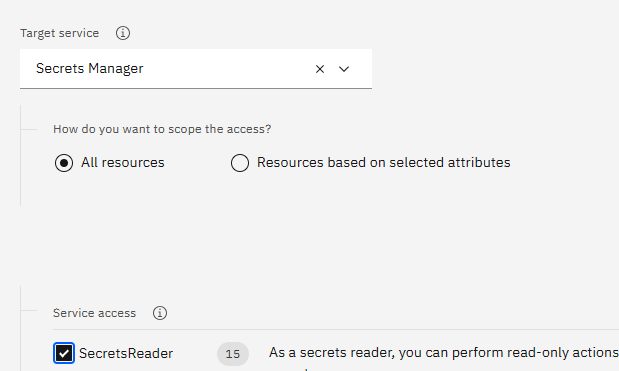 Target service
Secrets Manager
How do you want to scope the access?
All resources
Resources based on selected attributes
Service access
SecretsReader
15
As a secrets reader, you can perform read-only actions